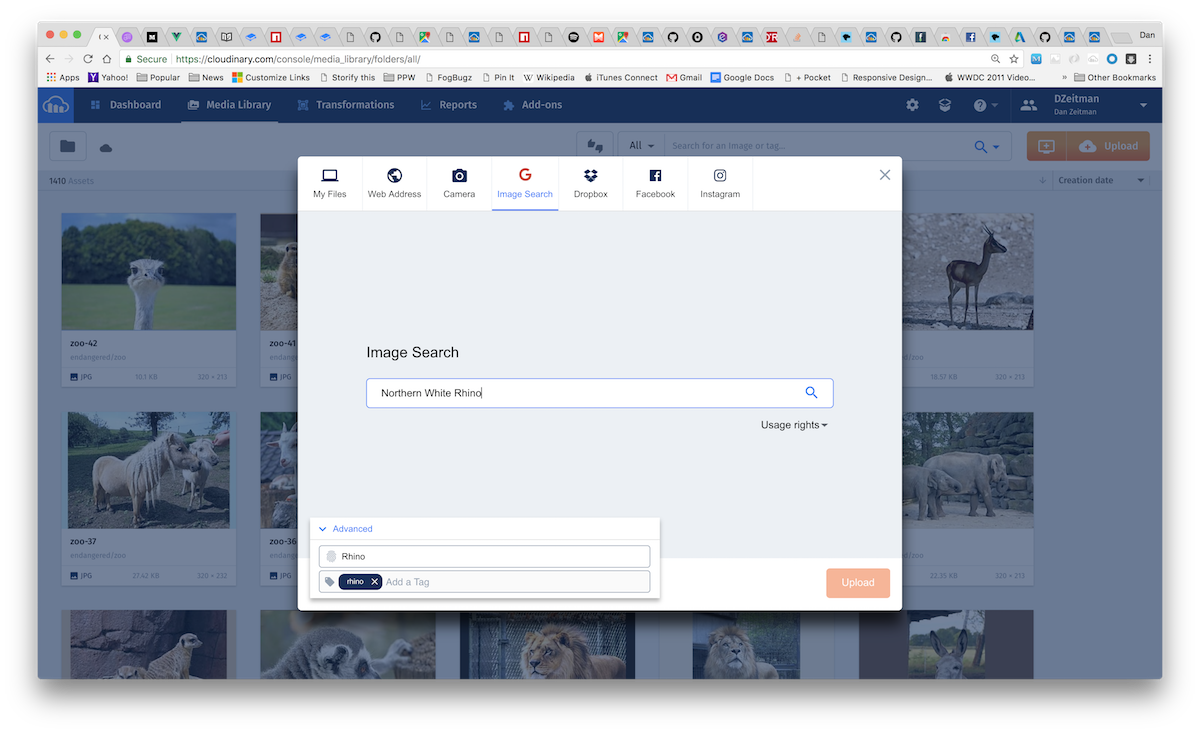 Dan
Secure https://cloudinary.com/console/media_library/folders/all/
Apps Yahoo! Popular News Customize Links Storify this PPW FogBugz Pin It Wikipedia iTunes Connect Gmail Google Docs + Pocket Responsive Design... WWDC 2011 Video... » Other Bookmarks
Dashboard Media Library Transformations Reports Add-ons DZeitman
Dan Zeitman
All Search for an Image or tag... Upload
1410 Assets Creation date
My Files Web Address Camera Image Search Dropbox Facebook Instagram
Image Search
Northern White Rhino
Usage rights
Advanced
Rhino
rhino Add a Tag
Upload
zoo-42 zoo-41
endangered/zoo
JPG 10.1 KB 320 × 213 JPG 18.57 KB 320 × 213
zoo-37 zoo-36
endangered/zoo
JPG 27.42 KB 320 × 232 JPG 22.35 KB 320 × 213